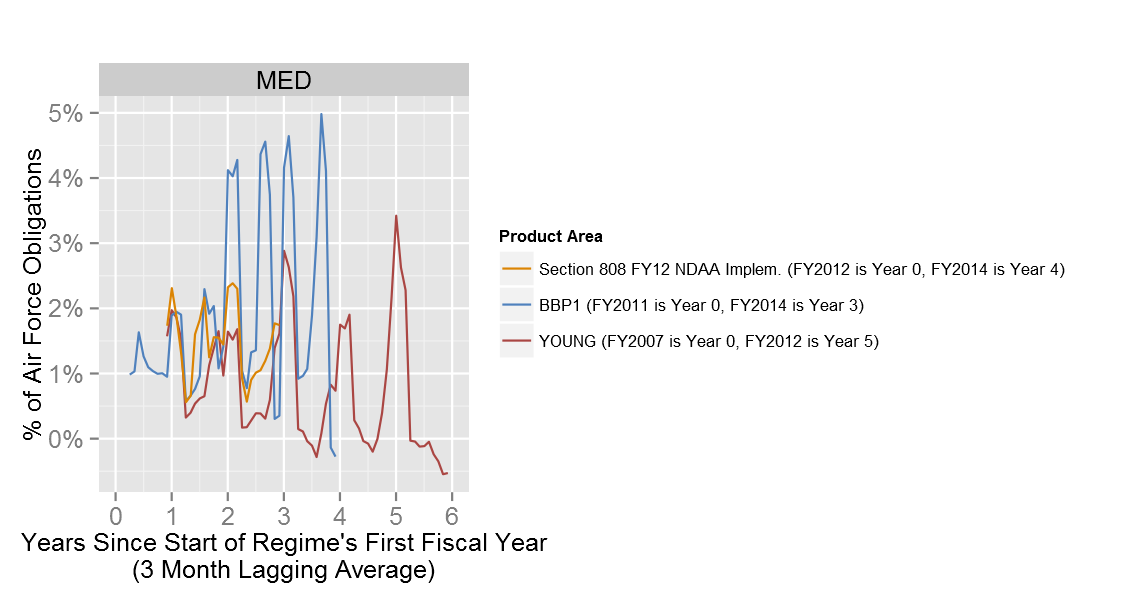 MED
5%
4%
3%
2%
1%
0%
% of Air Force Obligations
0 1 2 3 4 5 6
Years Since Start of Regime's First Fiscal Year
(3 Month Lagging Average)
Product Area
Section 808 FY12 NDAA Implem. (FY2012 is Year 0, FY2014 is Year 4)
BBP1 (FY2011 is Year 0, FY2014 is Year 3)
YOUNG (FY2007 is Year 0, FY2012 is Year 5)